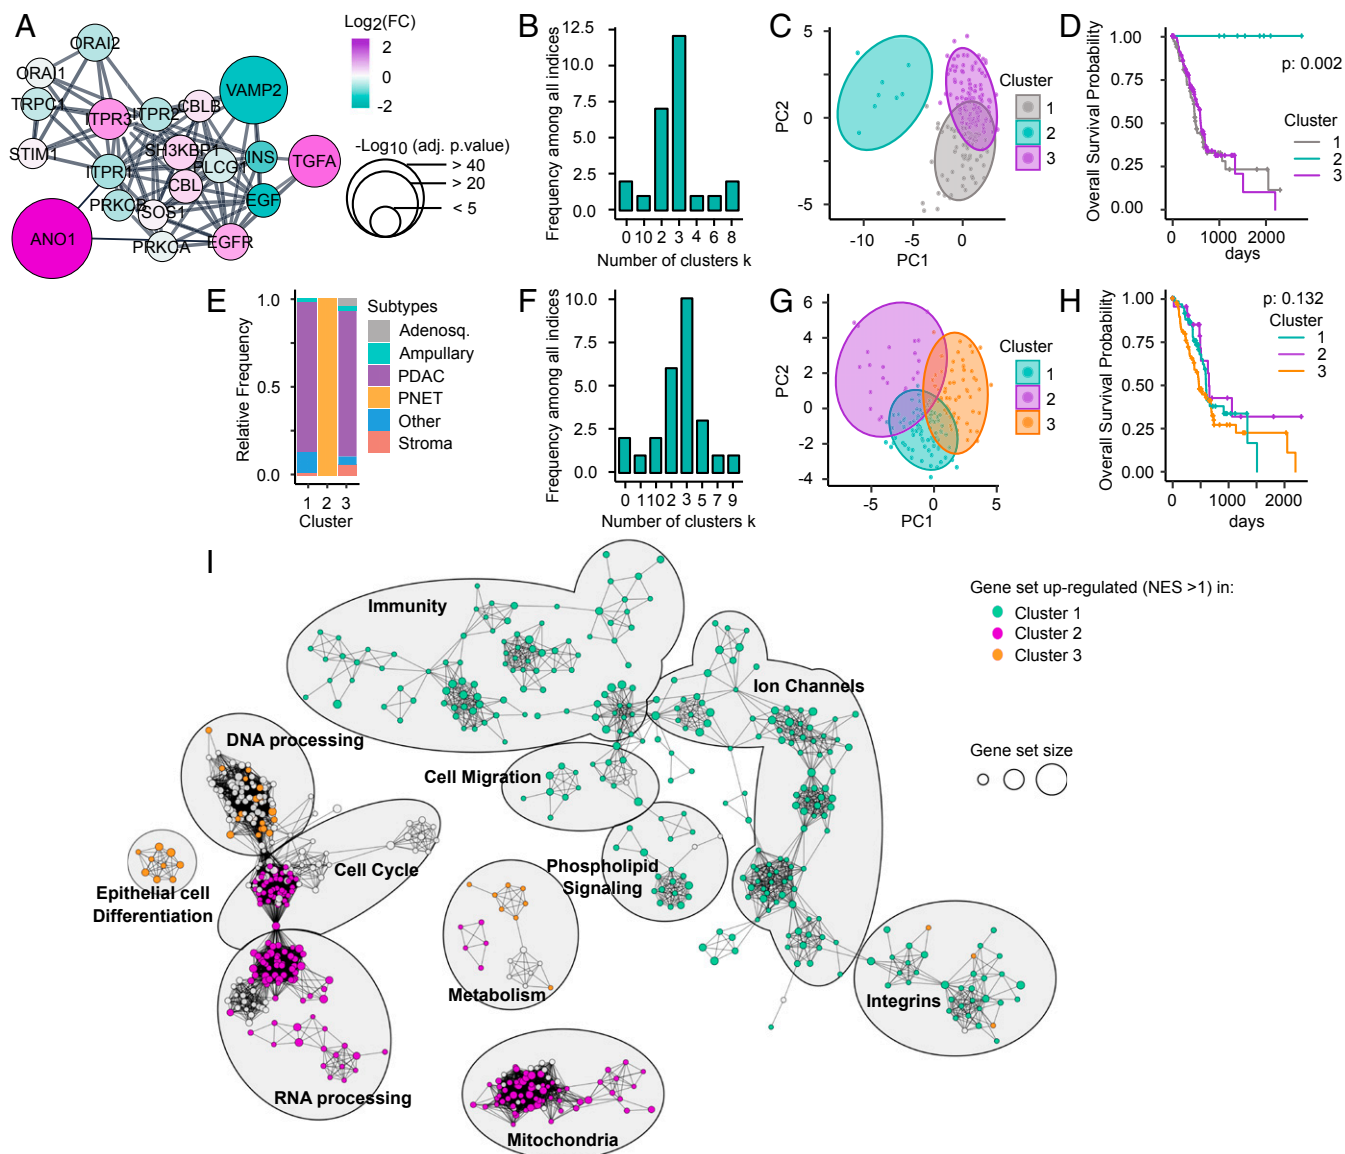 A
ORAI2
ORAI1
TRPC1
ITPR3
ITPR2
CBLB
VAMP2
STIM1
SH3KBP1
ITPR1
PLCG1
INS
TGFA
CBL
PRKCB
SOS1
EGF
ANO1
PRKCA
EGFR
Log2(FC)
2
0
-2
-Log10 (adj. p.value)
> 40
> 20
< 5
B
Frequency among all indices
12.5
10.0
7.5
5.0
2.5
0.0
0 10 2 3 4 6 8
Number of clusters k
C
PC2
5
0
-5
-10 0
PC1
Cluster
1
2
3
D
Overall Survival Probability
1.00
0.75
0.50
0.25
0.00
0 1000 2000
days
p: 0.002
Cluster
1
2
3
E
Relative Frequency
1.0
0.5
0.0
1 2 3
Cluster
Subtypes
Adenosq.
Ampullary
PDAC
PNET
Other
Stroma
F
Frequency among all indices
10.0
7.5
5.0
2.5
0.0
0 11 10 2 3 5 7 9
Number of clusters k
G
PC2
6
4
2
0
-2
-4
-5 0 5
PC1
Cluster
1
2
3
H
Overall Survival Probability
1.00
0.75
0.50
0.25
0.00
0 1000 2000
days
p: 0.132
Cluster
1
2
3
I
Immunity
Ion Channels
DNA processing
Cell Migration
Cell Cycle
Phospholipid
Signaling
Epithelial cell
Differentiation
Metabolism
Integrins
RNA processing
Mitochondria
Gene set up-regulated (NES >1) in:
Cluster 1
Cluster 2
Cluster 3
Gene set size